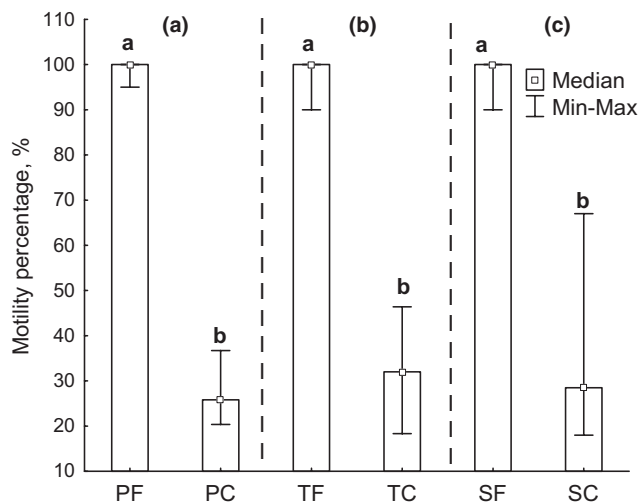 (a) (b) (c)
a a a
b b b
Median
Min-Max
Motility percentage, %
110
100
90
80
70
60
50
40
30
20
10
PF PC TF TC SF SC